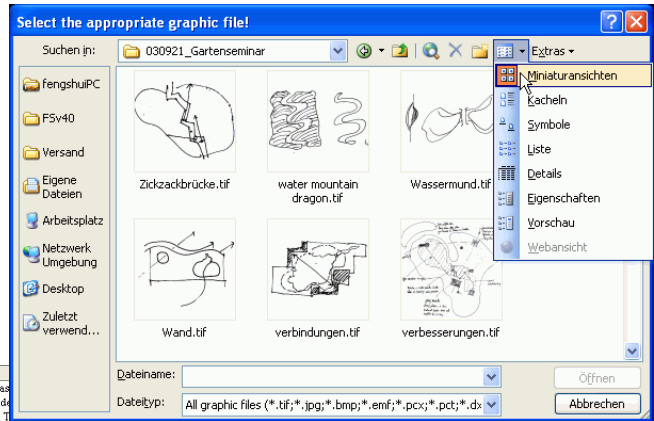 Select the appropriate graphic file!
Suchen in:
030921_Gartenseminar
Extras
fengshuiPC
FSv40
Versand
Eigene
Dateien
Arbeitsplatz
Netzwerk
Umgebung
Desktop
Zuletzt
verwend...
Zickzackbrücke.tif
water mountain
dragon.tif
Wassermund.tif
Wand.tif
verbindungen.tif
verbesserungen.tif
Miniaturansichten
Kacheln
Symbole
Liste
Details
Eigenschaften
Vorschau
Webansicht
Dateiname:
Öffnen
Dateityp:
All graphic files (*.tif;*.jpg;*.bmp;*.emf;*.pcx;*.pct;*.dx
Abbrechen
as
de
T